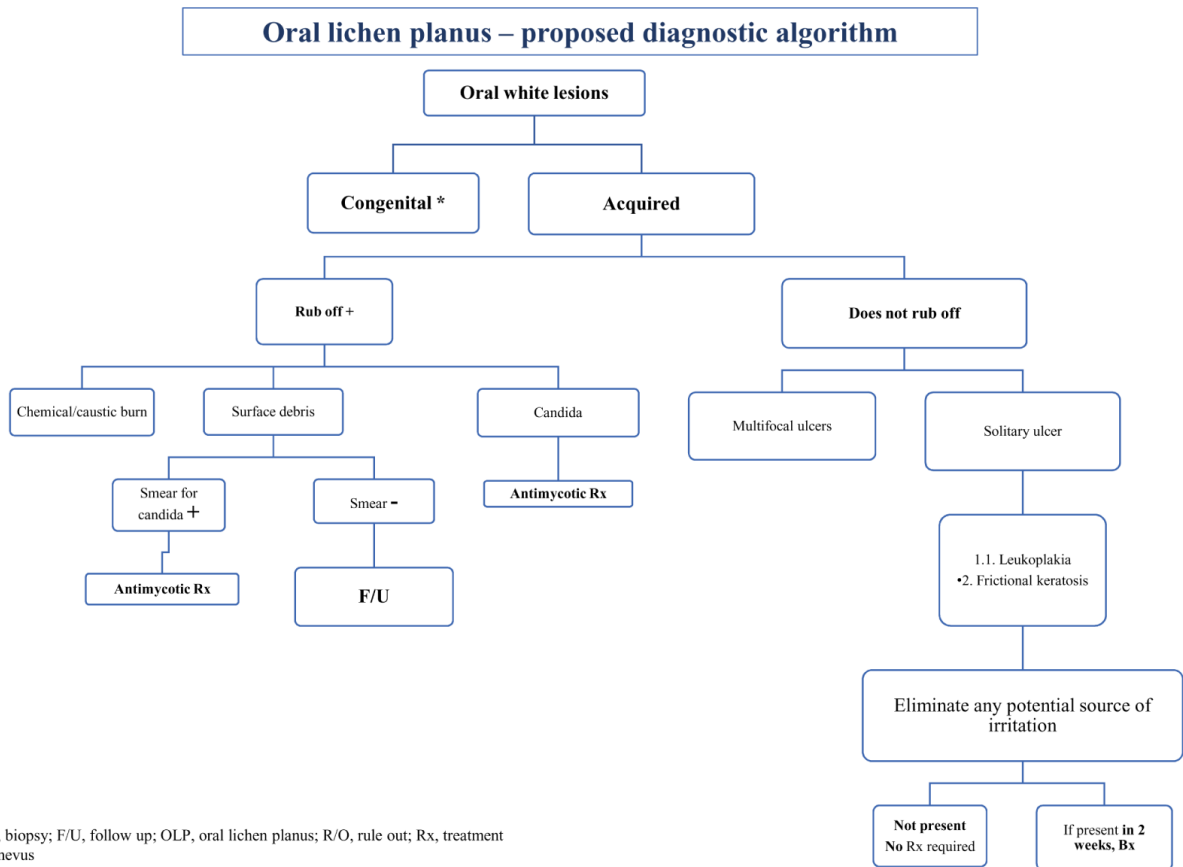 Oral lichen planus – proposed diagnostic algorithm
Oral white lesions
Congenital *
Acquired
Rub off +
Does not rub off
Chemical/caustic burn
Surface debris
Candida
Multifocal ulcers
Solitary ulcer
Smear for
candida +
Smear -
Antimycotic Rx
Antimycotic Rx
F/U
1.1. Leukoplakia
•2. Frictional keratosis
Eliminate any potential source of
irritation
Not present
No Rx required
If present in 2
weeks, Bx
biopsy; F/U, follow up; OLP, oral lichen planus; R/O, rule out; Rx, treatment
nevus